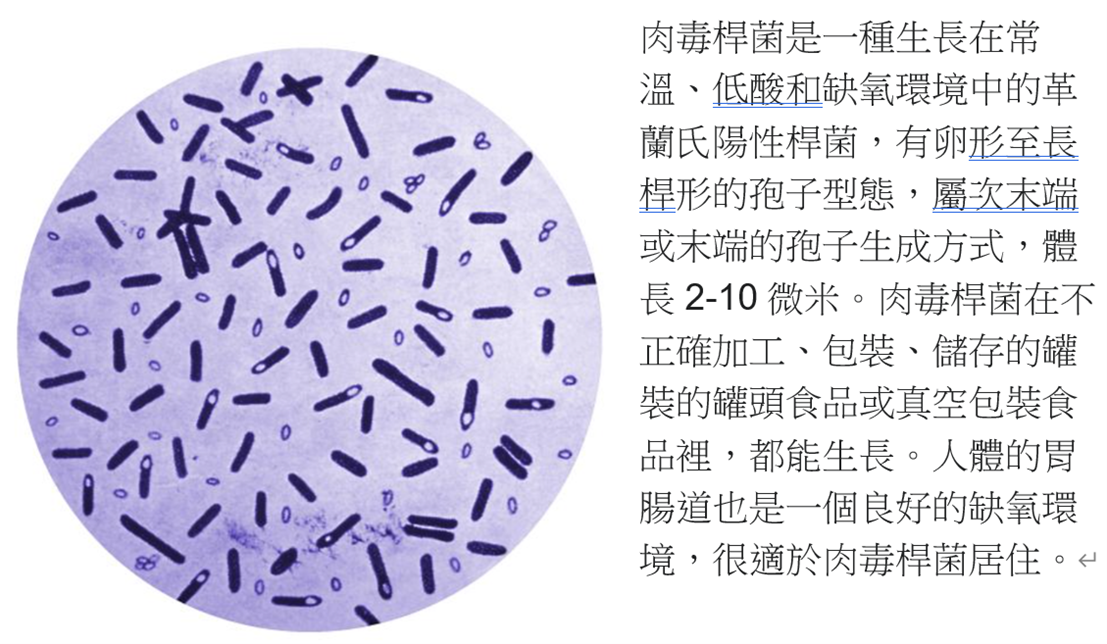 肉毒桿菌是一種生長在常
溫、低酸和缺氧環境中的革
蘭氏陽性桿菌，有卵形至長
桿形的孢子型態，屬次末端
或末端的孢子生成方式，體
長 2-10 微米。肉毒桿菌在不
正確加工、包裝、儲存的罐
裝的罐頭食品或真空包裝食
品裡，都能生長。人體的胃
腸道也是一個良好的缺氧環
境，很適於肉毒桿菌居住。